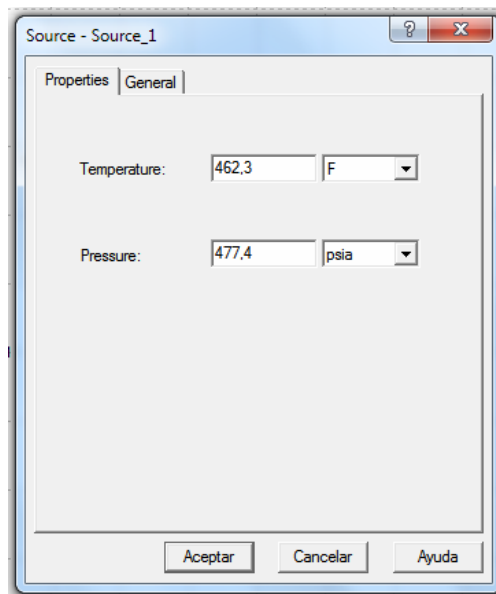 Source - Source_1
Properties General
Temperature: 462,3 F
Pressure: 477,4 psia
Aceptar Cancelar Ayuda